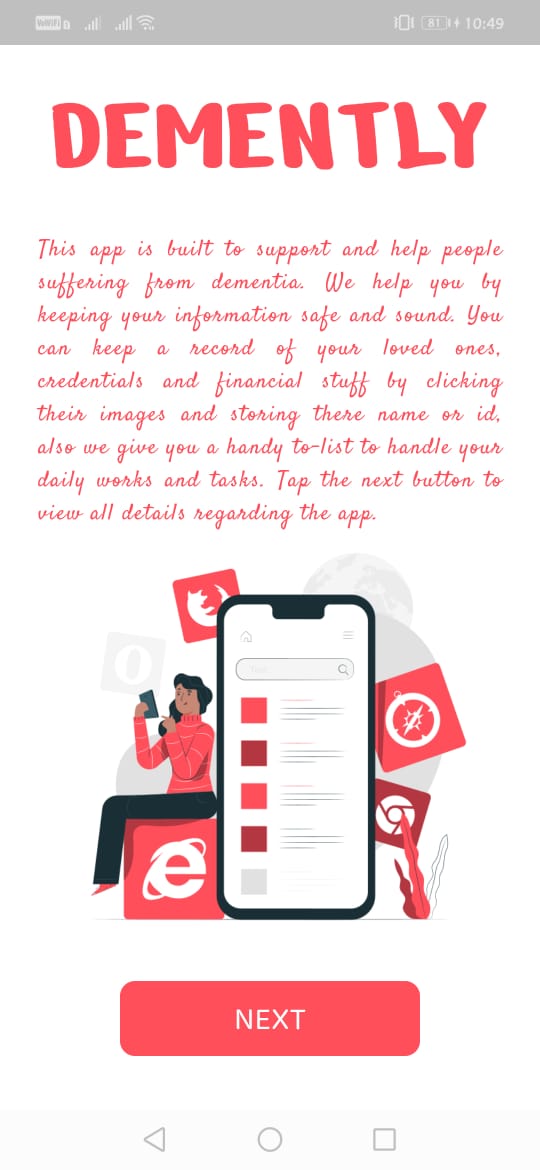 VoWiFi 81 10:49
DEMENTLY
This app is built to support and help people
suffering from dementia. We help you by
keeping your information safe and sound. You
can keep a record of your loved ones,
credentials and financial stuff by clicking
their images and storing there name or id,
also we give you a handy to-list to handle your
daily works and tasks. Tap the next button to
view all details regarding the app.
NEXT